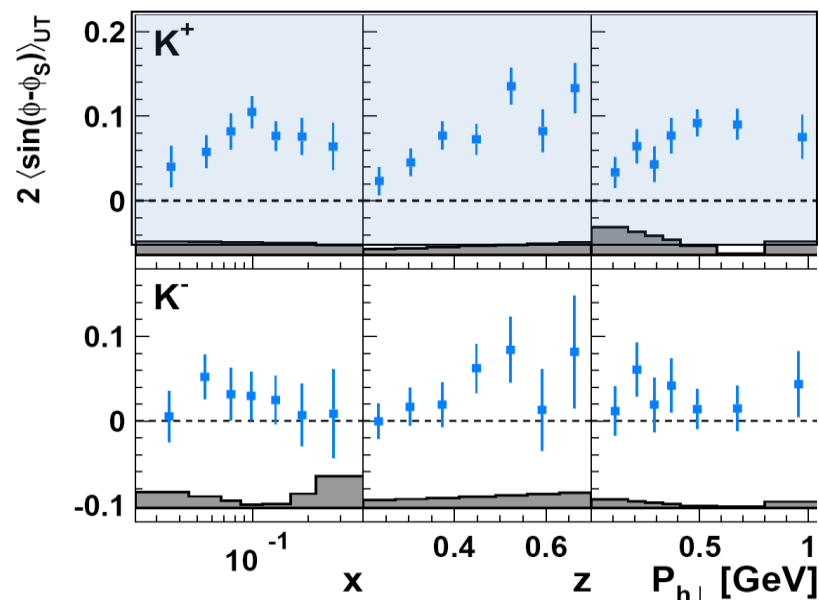 2 ⟨sin(ϕ-ϕS)⟩UT
0.2
0.1
0
K+
0.1
0
-0.1
K-
10-1
x
0.4
0.6
z
0.5
1
Ph⊥ [GeV]